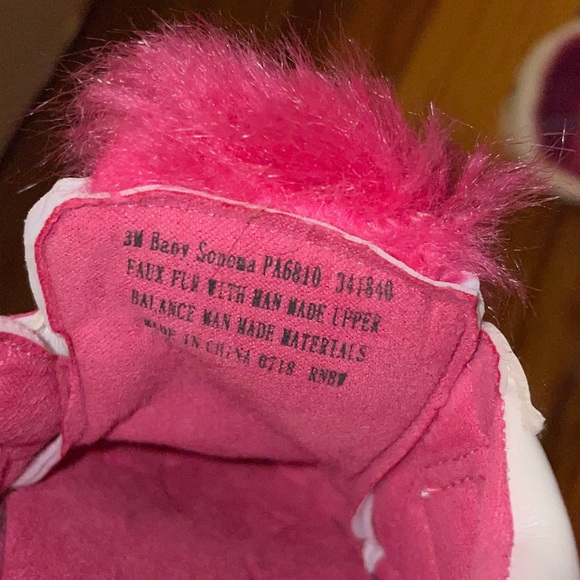 3M Baby Sonoma PA6810 341840
FAUX FUR WITH MAN MADE UPPER
BALANCE MAN MADE MATERIALS
MADE IN CHINA 0718 RNBW